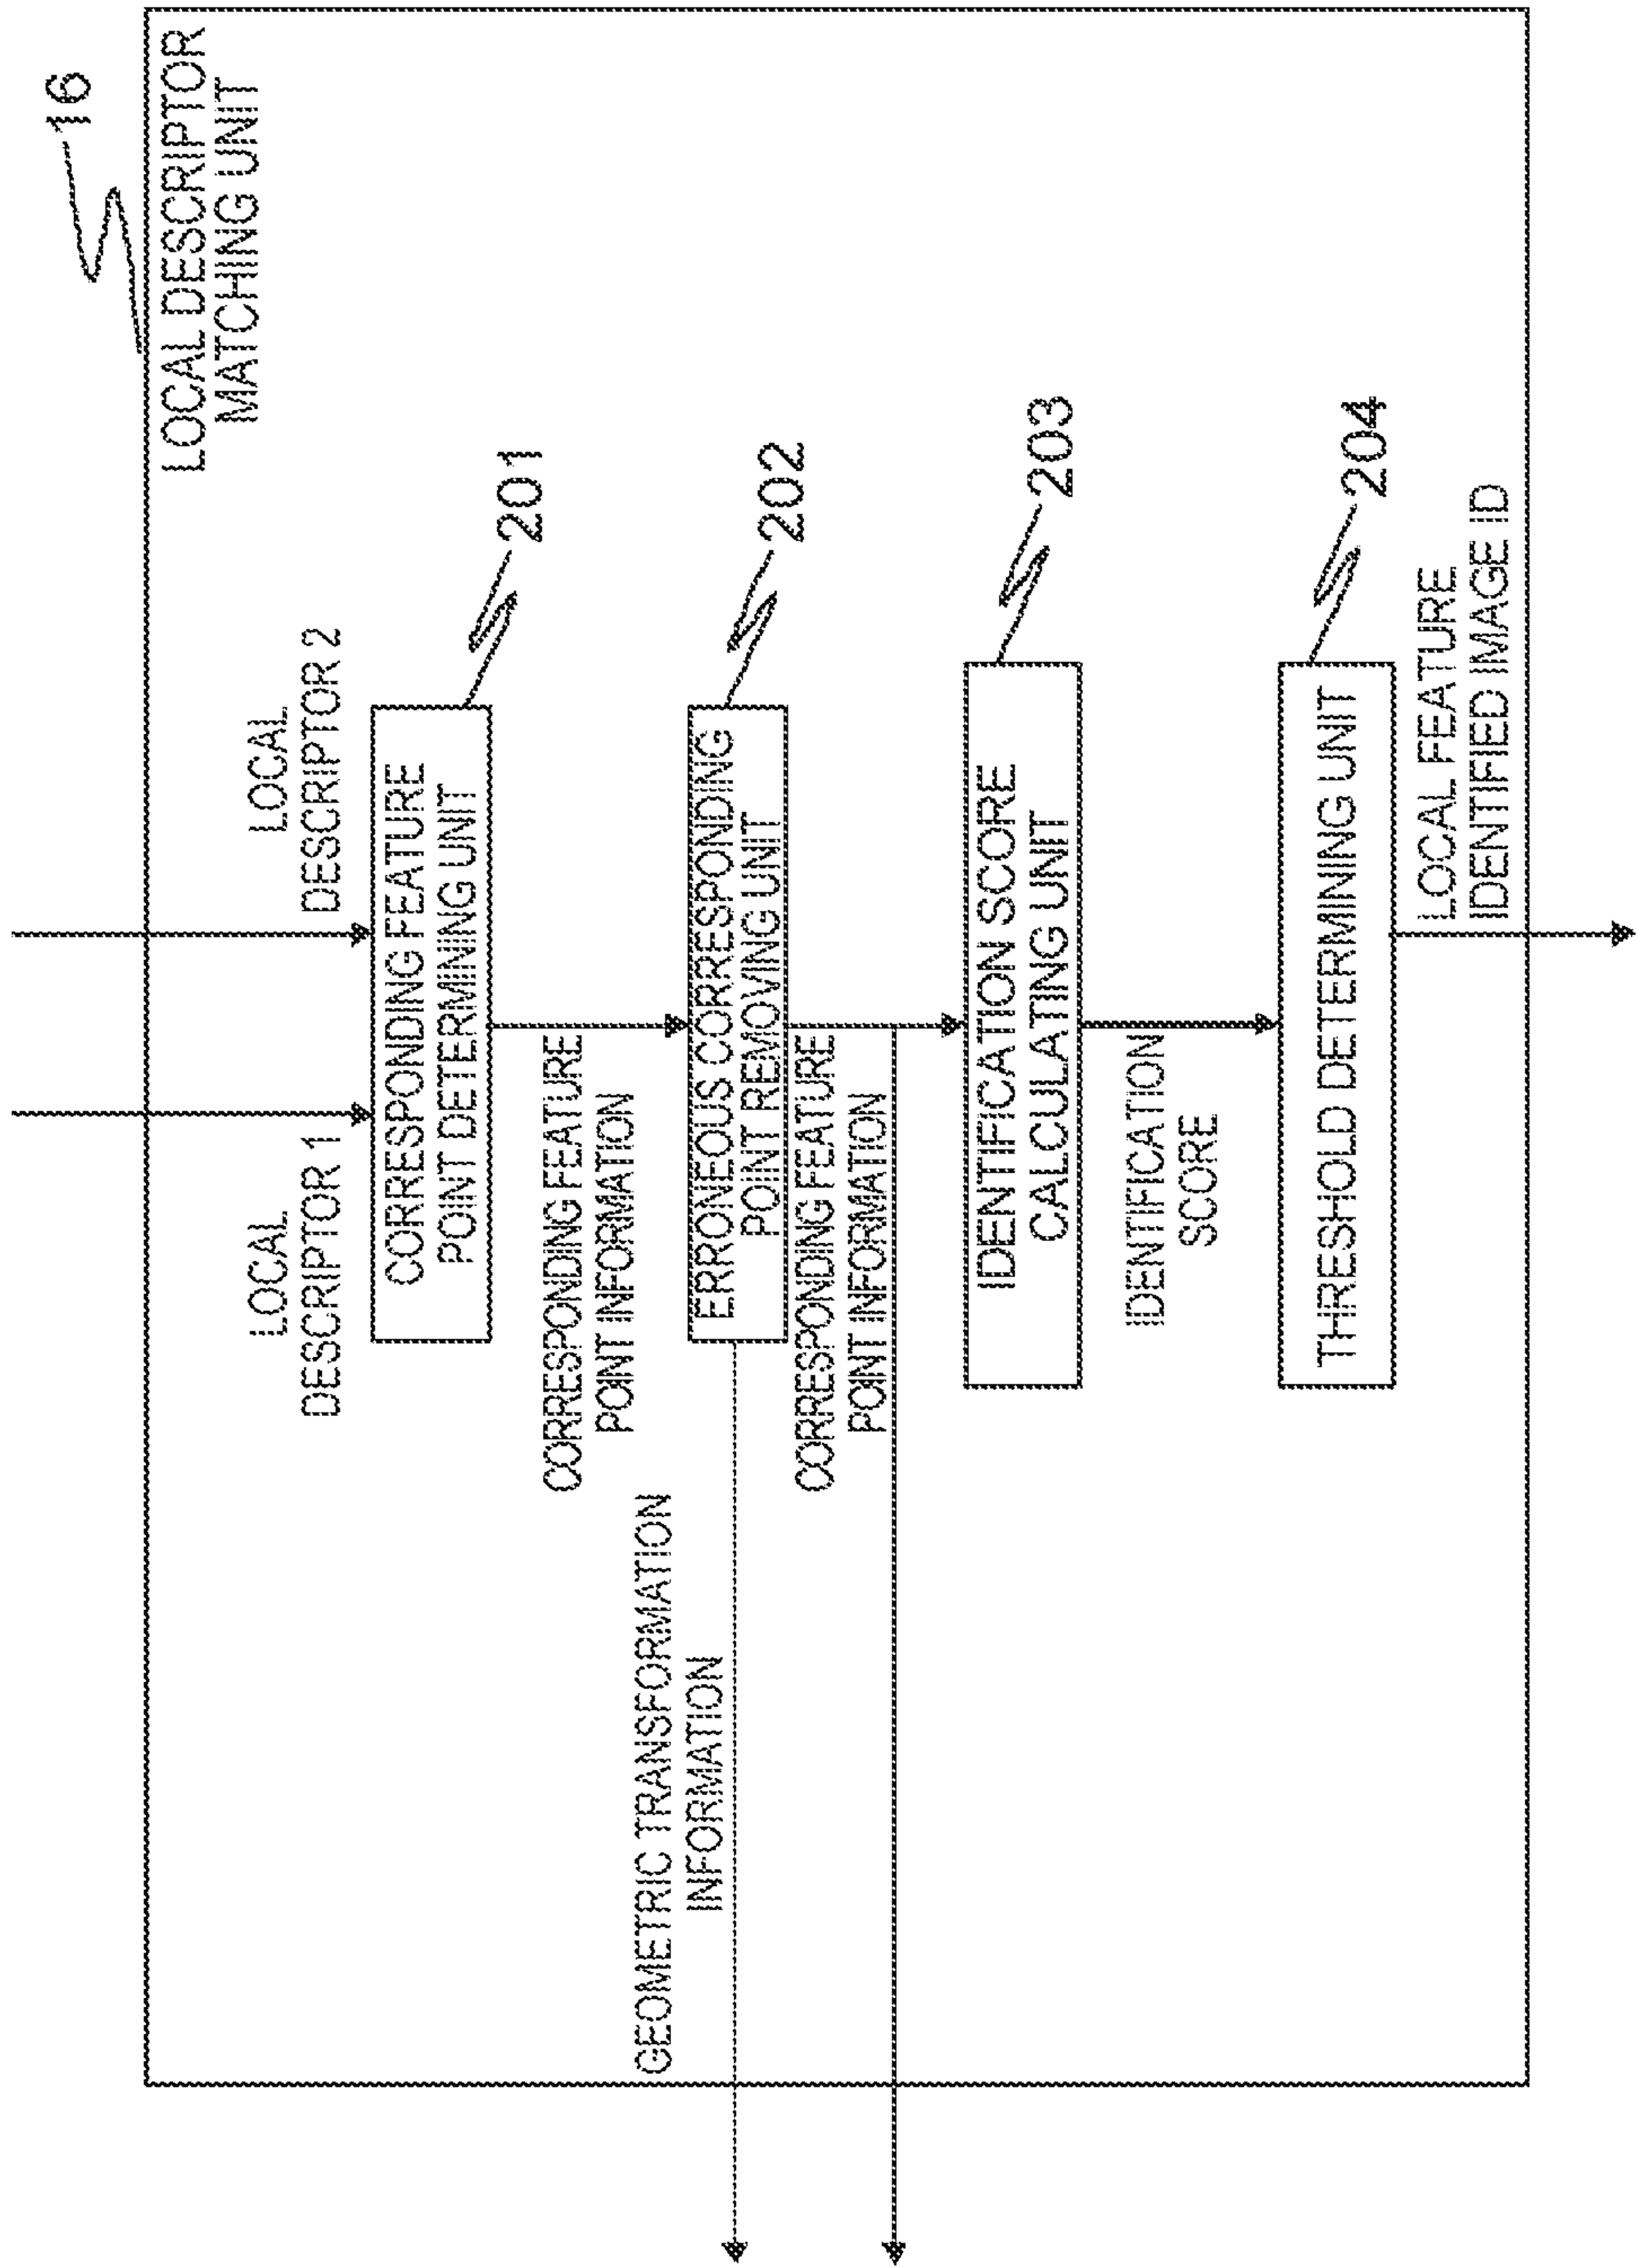 16
LOCAL DESCRIPTOR
MATCHING UNIT
LOCAL
DESCRIPTOR 1
LOCAL
DESCRIPTOR 2
CORRESPONDING FEATURE
POINT DETERMINING UNIT
201
CORRESPONDING FEATURE
POINT INFORMATION
GEOMETRIC TRANSFORMATION
INFORMATION
ERRONEOUS CORRESPONDING
POINT REMOVING UNIT
202
CORRESPONDING FEATURE
POINT INFORMATION
IDENTIFICATION SCORE
CALCULATING UNIT
203
IDENTIFICATION
SCORE
THRESHOLD DETERMINING UNIT
204
LOCAL FEATURE
IDENTIFIED IMAGE ID